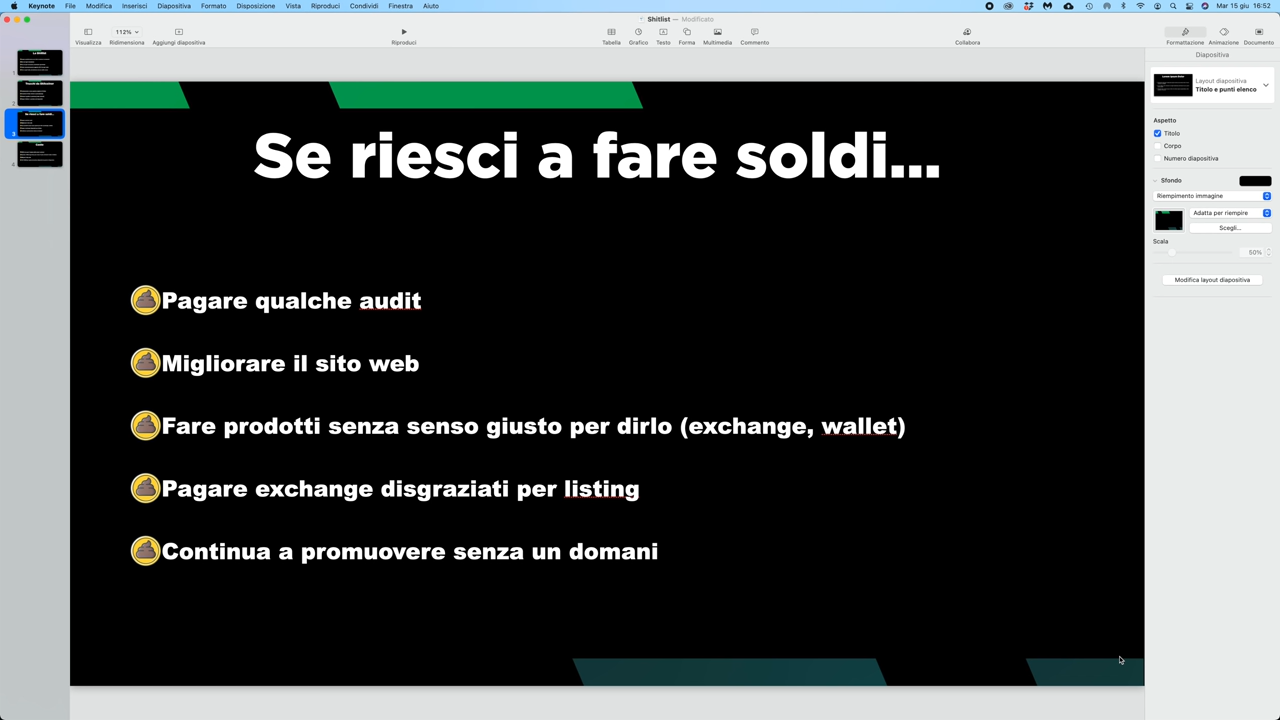 Keynote File Modifica Inserisci Diapositiva Formato Disposizione Vista Riproduci Condividi Finestra Aiuto Mar 15 giu 16:52
Shitlist — Modificato
112%
Visualizza Ridimensiona Aggiungi diapositiva Riproduci Tabella Grafico Testo Forma Multimedia Commento Collabora Formattazione Animazione Documento
Diapositiva
1
2
3
4
Se riesci a fare soldi...
Pagare qualche audit
Migliorare il sito web
Fare prodotti senza senso giusto per dirlo (exchange, wallet)
Pagare exchange disgraziati per listing
Continua a promuovere senza un domani
Layout diapositiva
Titolo e punti elenco
Aspetto
Titolo
Corpo
Numero diapositiva
Sfondo
Riempimento immagine
Adatta per riempire
Scegli...
Scala
50%
Modifica layout diapositiva